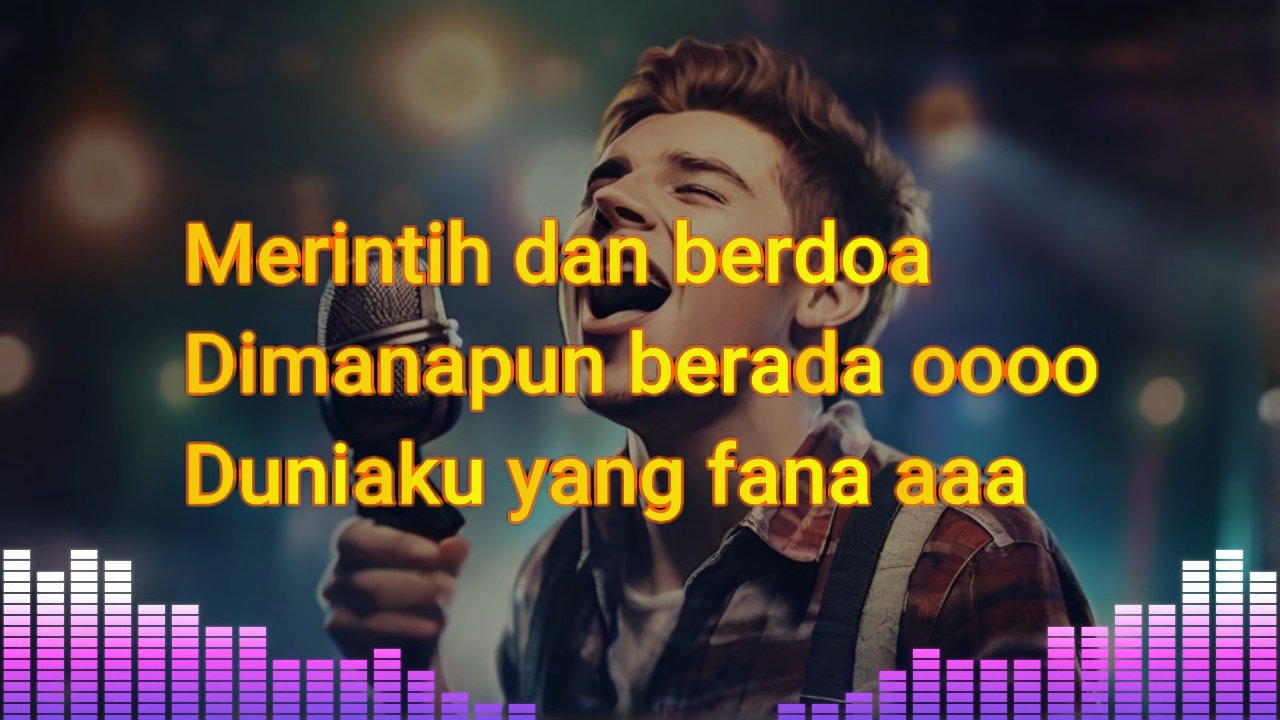 Merintih dan berdoa
Dimanapun berada oooo
Duniaku yang fana aaa